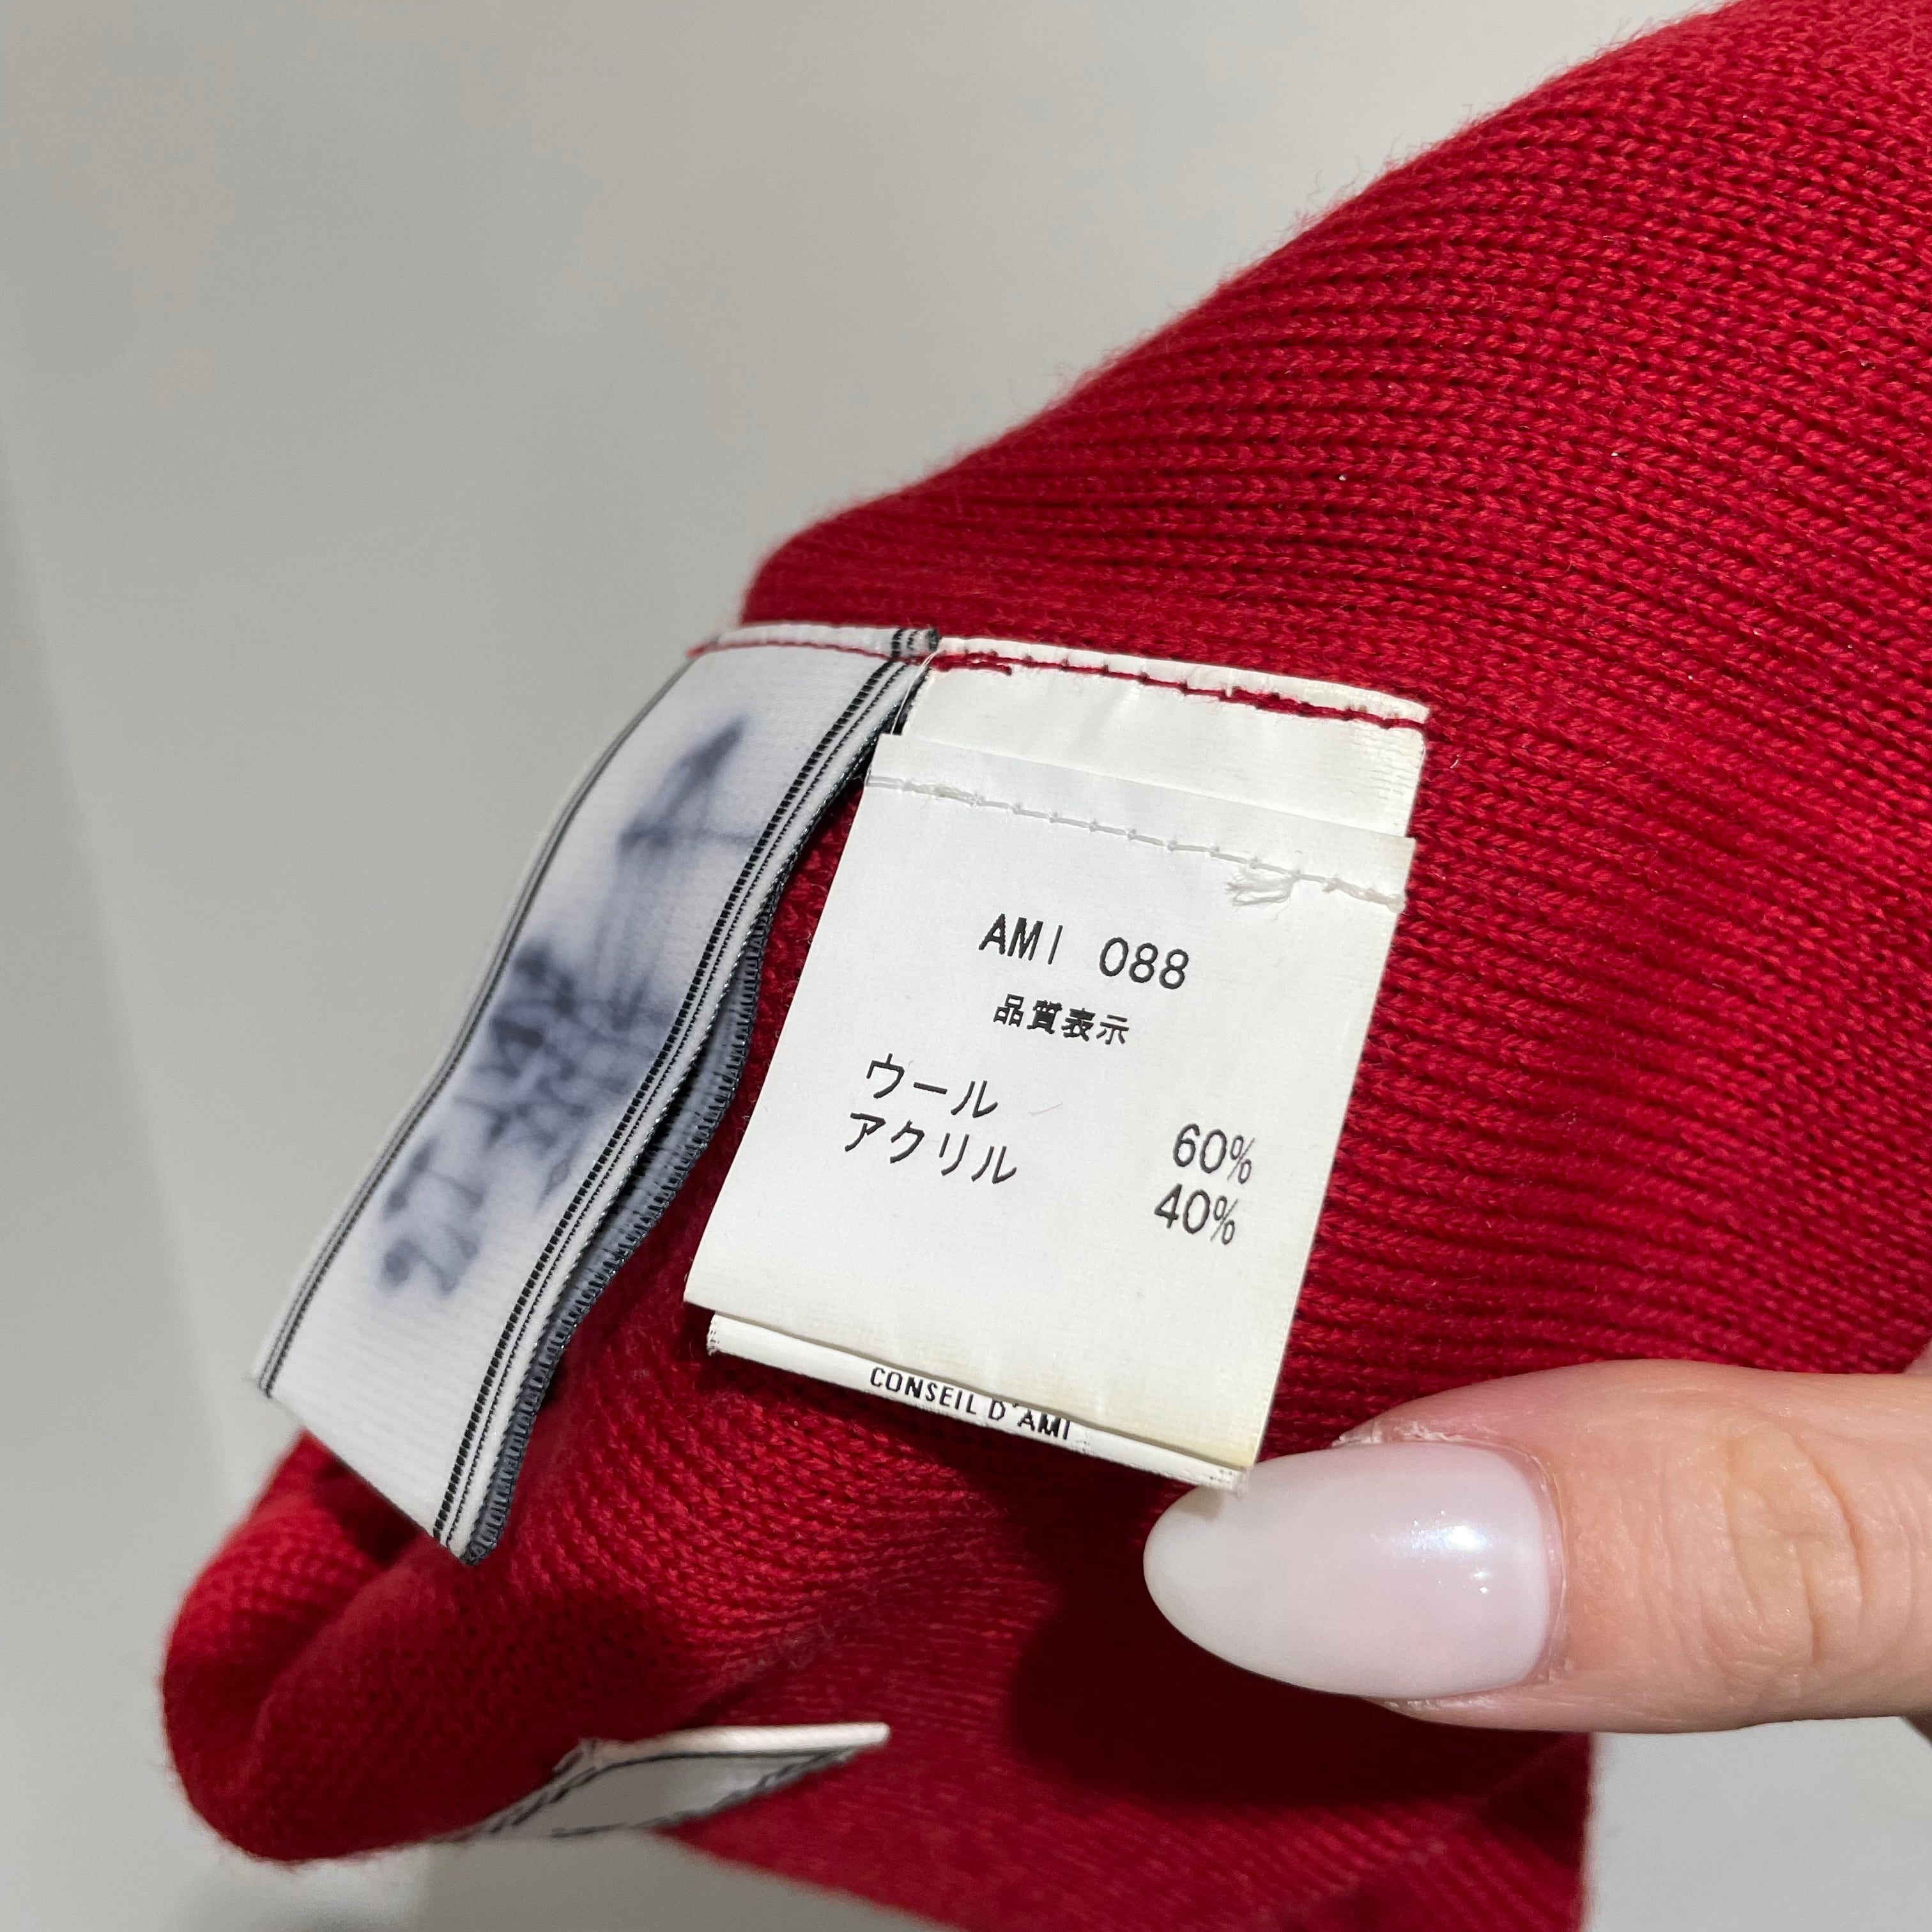 AMI 088
品質表示
ウール 60%
アクリル 40%
CONSEIL D'AMI